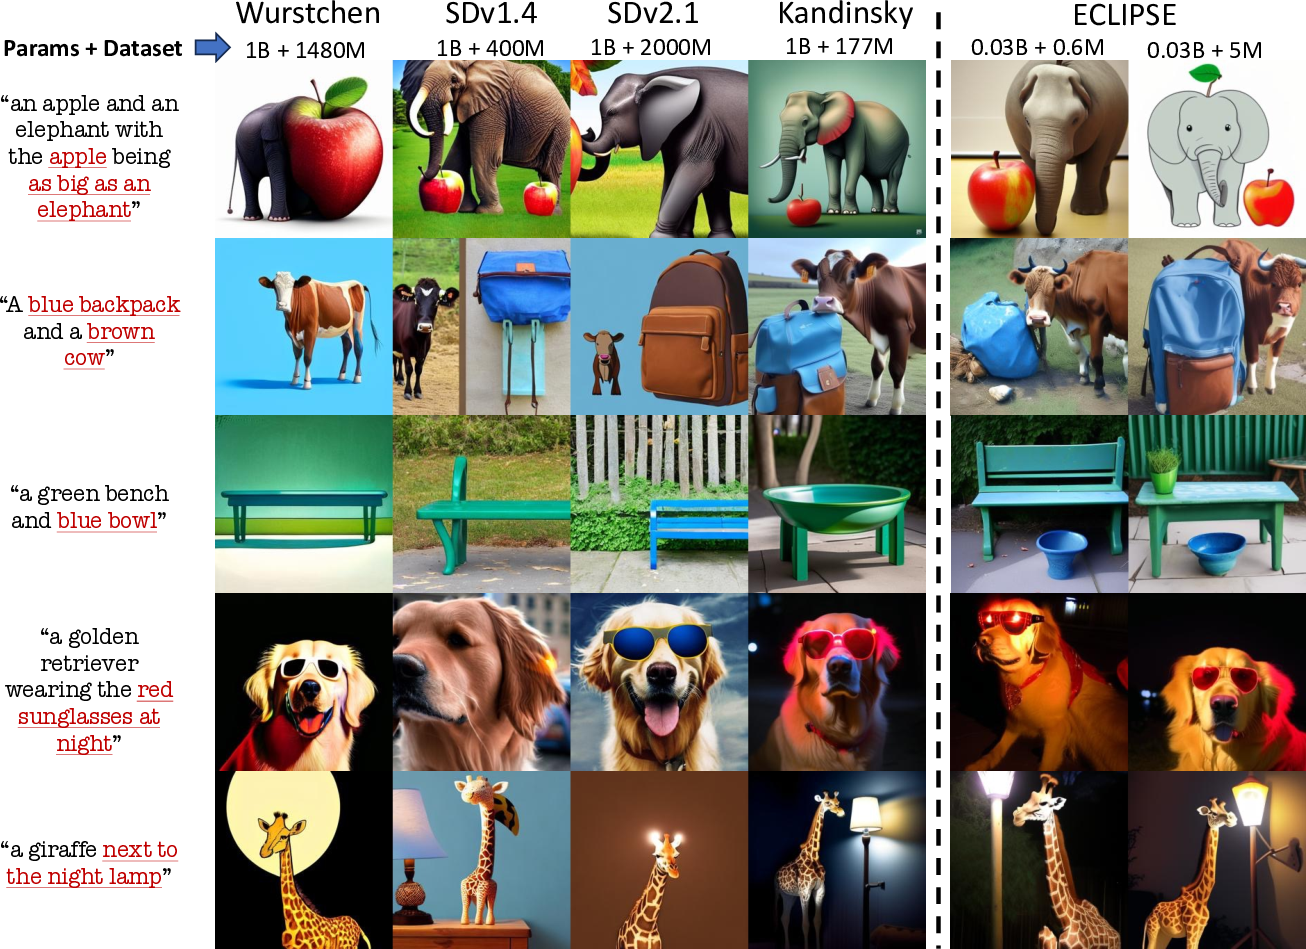 Wurstchen SDv1.4 SDv2.1 Kandinsky ECLIPSE
Params + Dataset 1B + 1480M 1B + 400M 1B + 2000M 1B + 177M 0.03B + 0.6M 0.03B + 5M
“an apple and an
elephant with
the apple being
as big as an
elephant”
“A blue backpack
and a brown
cow”
“a green bench
and blue bowl”
“a golden
retriever
wearing the red
sunglasses at
night”
“a giraffe next to
the night lamp”